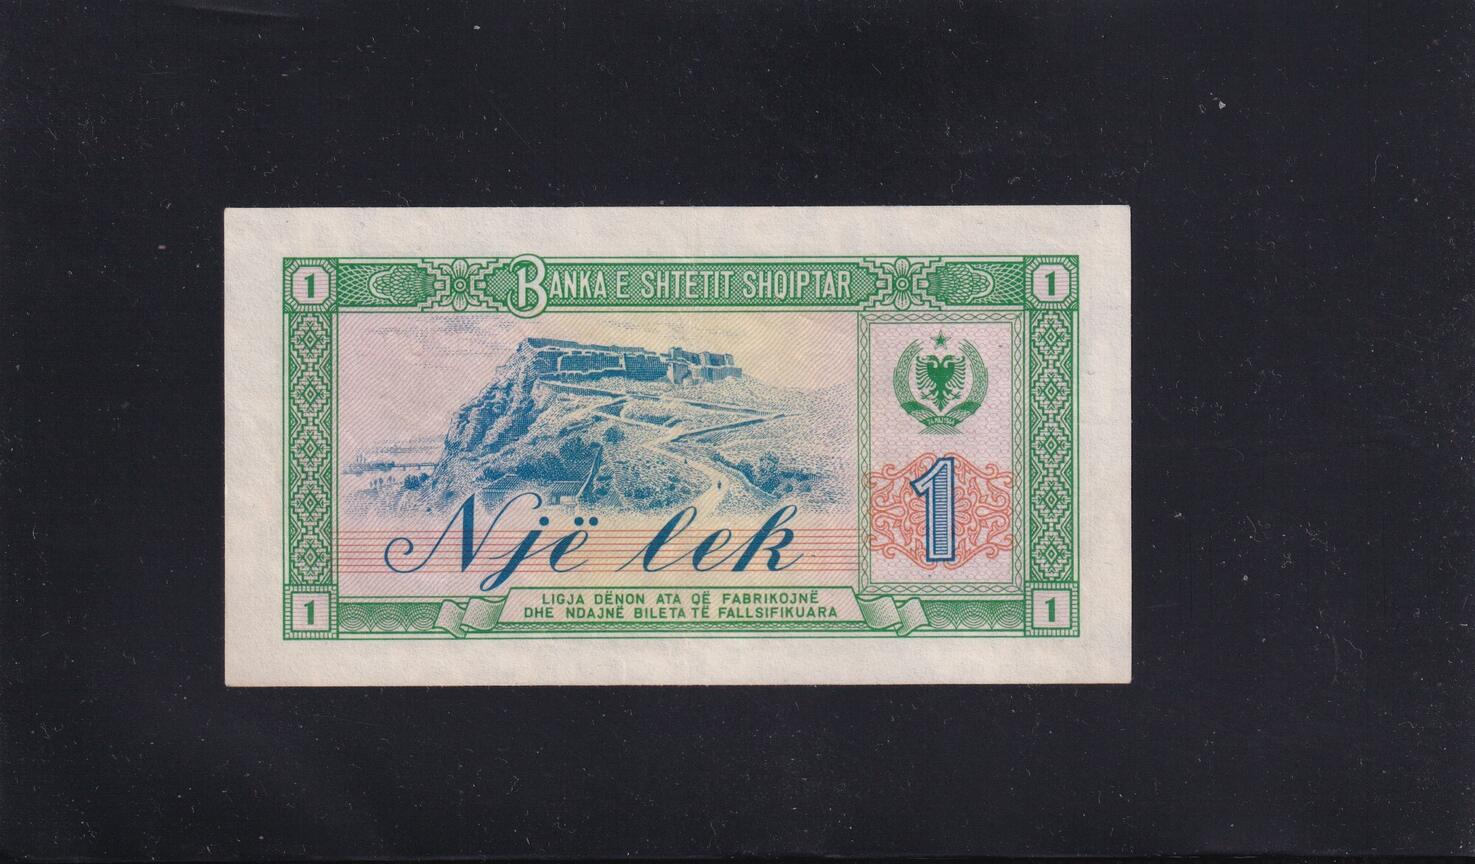 1
BANKA E SHTETIT SHQIPTAR
1
1
Një lek
LIGJA DËNON ATA QË FABRIKOJNË
DHE NDAJNË BILETA TË FALLSIFIKUARA
1
1